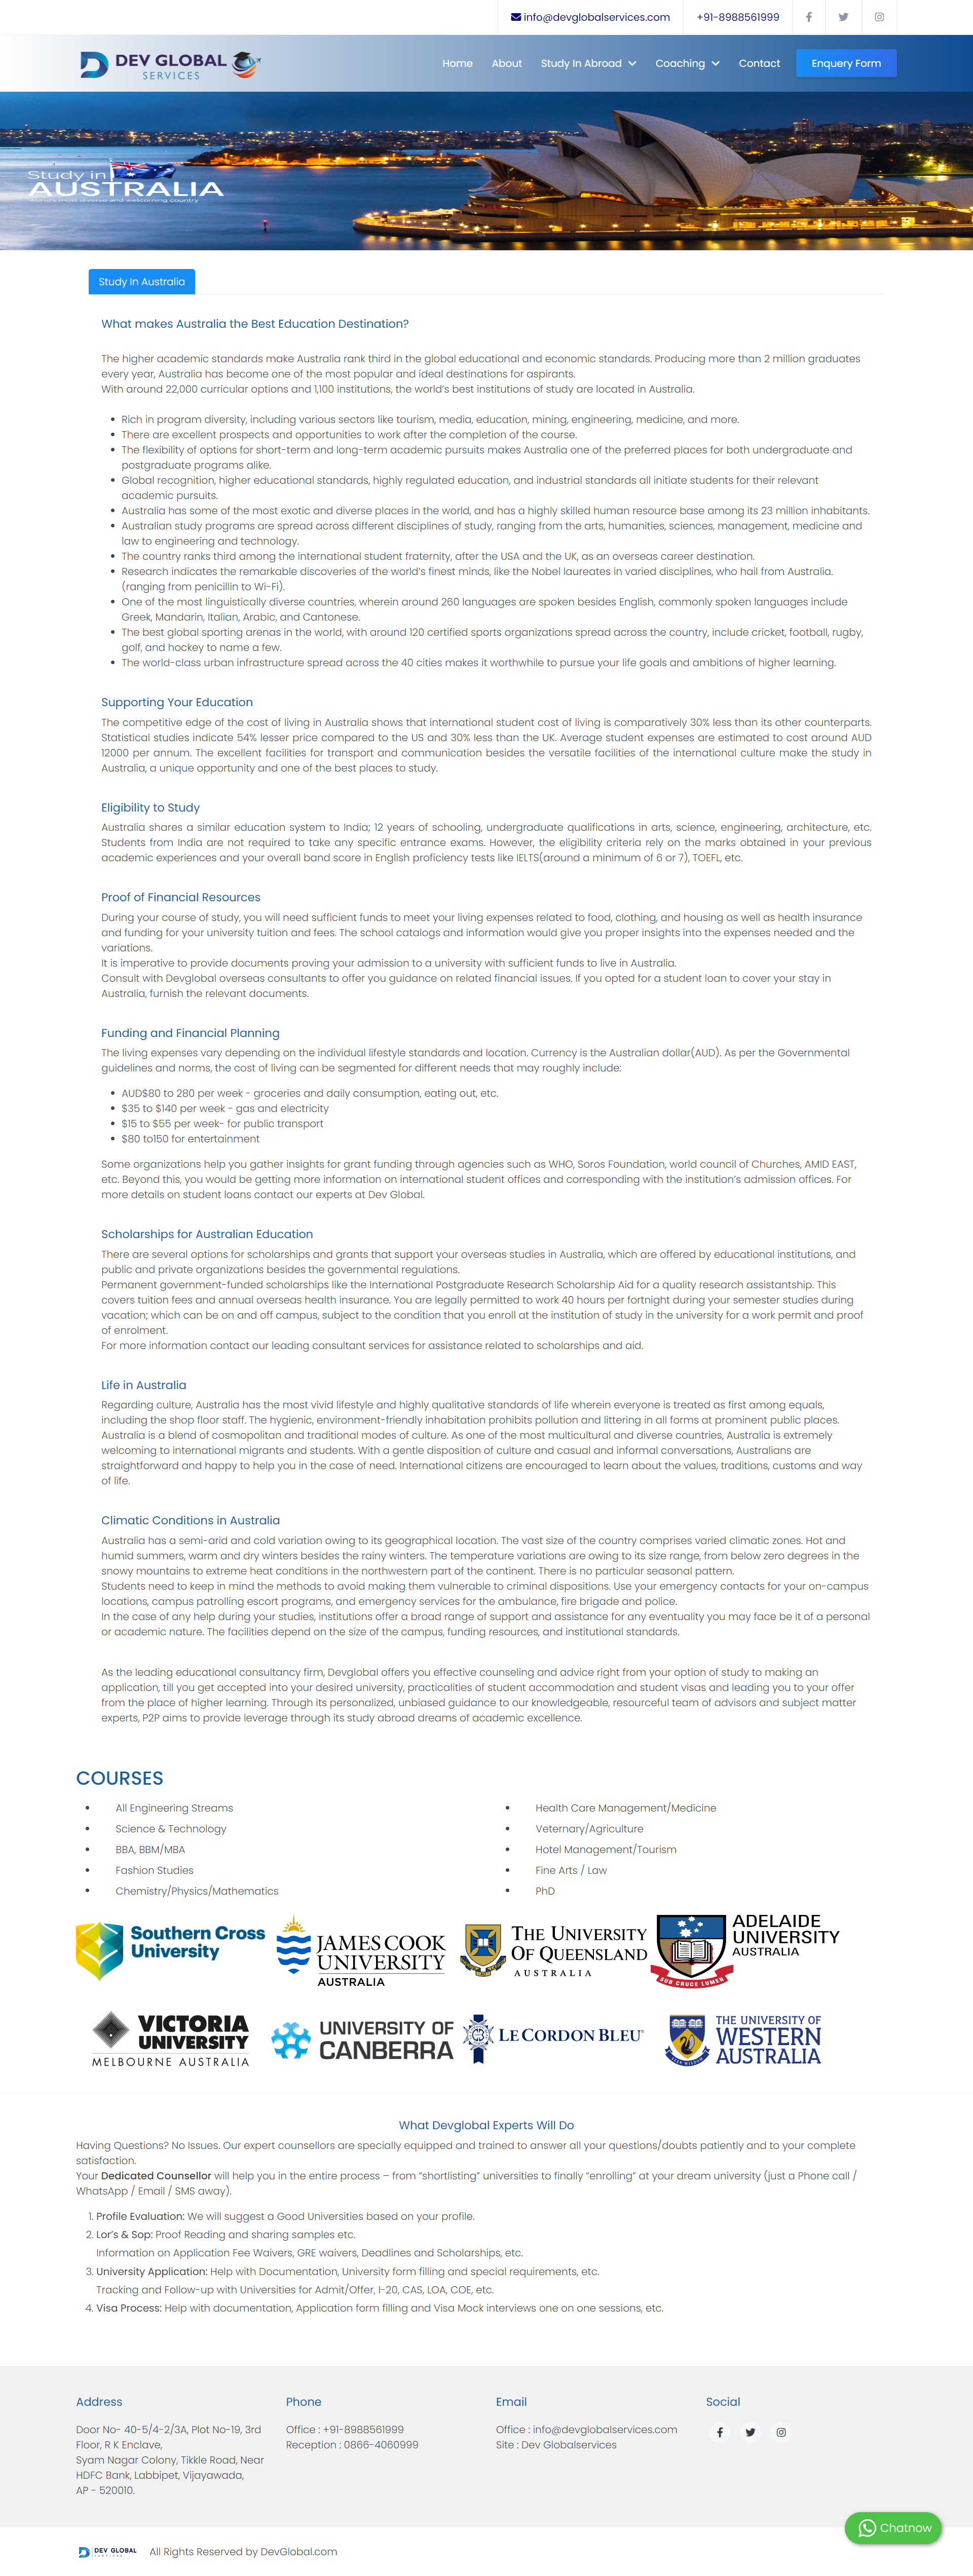 info@devglobalservices.com
+91-8988561999
DEV GLOBAL
SERVICES
Home
About
Study In Abroad
Coaching
Contact
Enquery Form
Study in
AUSTRALIA
Study In Australia
What makes Australia the Best Education Destination?
The higher academic standards make Australia rank third in the global educational and economic standards. Producing more than 2 million graduates
every year, Australia has become one of the most popular and ideal destinations for aspirants.
With around 22,000 curricular options and 1,100 institutions, the world's best institutions of study are located in Australia.
• Rich in program diversity, including various sectors like tourism, media, education, mining, engineering, medicine, and more.
• There are excellent prospects and opportunities to work after the completion of the course.
• The flexibility of options for short-term and long-term academic pursuits makes Australia one of the preferred places for both undergraduate and
postgraduate programs alike.
• Global recognition, higher educational standards, highly regulated education, and industrial standards all initiate students for their relevant
academic pursuits.
• Australia has some of the most exotic and diverse places in the world, and has a highly skilled human resource base among its 23 million inhabitants.
• Australian study programs are spread across different disciplines of study, ranging from the arts, humanities, sciences, management, medicine and
law to engineering and technology.
• The country ranks third among the international student fraternity, after the USA and the UK, as an overseas career destination.
• Research indicates the remarkable discoveries of the world's finest minds, like the Nobel laureates in varied disciplines, who hail from Australia.
(ranging from penicillin to Wi-Fi).
• One of the most linguistically diverse countries, wherein around 260 languages are spoken besides English, commonly spoken languages include
Greek, Mandarin, Italian, Arabic, and Cantonese.
• The best global sporting arenas in the world, with around 120 certified sports organizations spread across the country, include cricket, football, rugby,
golf, and hockey to name a few.
• The world-class urban infrastructure spread across the 40 cities makes it worthwhile to pursue your life goals and ambitions of higher learning.
Supporting Your Education
The competitive edge of the cost of living in Australia shows that international student cost of living is comparatively 30% less than its other counterparts.
Statistical studies indicate 54% lesser price compared to the US and 30% less than the UK. Average student expenses are estimated to cost around AUD
12000 per annum. The excellent facilities for transport and communication besides the versatile facilities of the international culture make the study in
Australia, a unique opportunity and one of the best places to study.
Eligibility to Study
Australia shares a similar education system to India; 12 years of schooling, undergraduate qualifications in arts, science, engineering, architecture, etc.
Students from India are not required to take any specific entrance exams. However, the eligibility criteria rely on the marks obtained in your previous
academic experiences and your overall band score in English proficiency tests like IELTS(around a minimum of 6 or 7), TOEFL, etc.
Proof of Financial Resources
During your course of study, you will need sufficient funds to meet your living expenses related to food, clothing, and housing as well as health insurance
and funding for your university tuition and fees. The school catalogs and information would give you proper insights into the expenses needed and the
variations.
It is imperative to provide documents proving your admission to a university with sufficient funds to live in Australia.
Consult with Devglobal overseas consultants to offer you guidance on related financial issues. If you opted for a student loan to cover your stay in
Australia, furnish the relevant documents.
Funding and Financial Planning
The living expenses vary depending on the individual lifestyle standards and location. Currency is the Australian dollar(AUD). As per the Governmental
guidelines and norms, the cost of living can be segmented for different needs that may roughly include:
• AUD$80 to 280 per week - groceries and daily consumption, eating out, etc.
• $35 to $140 per week - gas and electricity
• $15 to $55 per week- for public transport
• $80 to150 for entertainment
Some organizations help you gather insights for grant funding through agencies such as WHO, Soros Foundation, world council of Churches, AMID EAST,
etc. Beyond this, you would be getting more information on international student offices and corresponding with the institution's admission offices. For
more details on student loans contact our experts at Dev Global.
Scholarships for Australian Education
There are several options for scholarships and grants that support your overseas studies in Australia, which are offered by educational institutions, and
public and private organizations besides the governmental regulations.
Permanent government-funded scholarships like the International Postgraduate Research Scholarship Aid for a quality research assistantship. This
covers tuition fees and annual overseas health insurance. You are legally permitted to work 40 hours per fortnight during your semester studies during
vacation; which can be on and off campus, subject to the condition that you enroll at the institution of study in the university for a work permit and proof
of enrolment.
For more information contact our leading consultant services for assistance related to scholarships and aid.
Life in Australia
Regarding culture, Australia has the most vivid lifestyle and highly qualitative standards of life wherein everyone is treated as first among equals,
including the shop floor staff. The hygienic, environment-friendly inhabitation prohibits pollution and littering in all forms at prominent public places.
Australia is a blend of cosmopolitan and traditional modes of culture. As one of the most multicultural and diverse countries, Australia is extremely
welcoming to international migrants and students. With a gentle disposition of culture and casual and informal conversations, Australians are
straightforward and happy to help you in the case of need. International citizens are encouraged to learn about the values, traditions, customs and way
of life.
Climatic Conditions in Australia
Australia has a semi-arid and cold variation owing to its geographical location. The vast size of the country comprises varied climatic zones. Hot and
humid summers, warm and dry winters besides the rainy winters. The temperature variations are owing to its size range, from below zero degrees in the
snowy mountains to extreme heat conditions in the northwestern part of the continent. There is no particular seasonal pattern.
Students need to keep in mind the methods to avoid making them vulnerable to criminal dispositions. Use your emergency contacts for your on-campus
locations, campus patrolling escort programs, and emergency services for the ambulance, fire brigade and police.
In the case of any help during your studies, institutions offer a broad range of support and assistance for any eventuality you may face be it of a personal
or academic nature. The facilities depend on the size of the campus, funding resources, and institutional standards.
As the leading educational consultancy firm, Devglobal offers you effective counseling and advice right from your option of study to making an
application, till you get accepted into your desired university, practicalities of student accommodation and student visas and leading you to your offer
from the place of higher learning. Through its personalized, unbiased guidance to our knowledgeable, resourceful team of advisors and subject matter
experts, P2P aims to provide leverage through its study abroad dreams of academic excellence.
COURSES
• All Engineering Streams
• Science & Technology
• BBA, BBM/MBA
• Fashion Studies
• Chemistry/Physics/Mathematics
• Health Care Management/Medicine
• Veternary/Agriculture
• Hotel Management/Tourism
• Fine Arts / Law
• PhD
Southern Cross
University
JAMES COOK
UNIVERSITY
AUSTRALIA
THE UNIVERSITY
OF QUEENSLAND
AUSTRALIA
SUB CRUCE LUMEN
ADELAIDE
UNIVERSITY
AUSTRALIA
VICTORIA
UNIVERSITY
MELBOURNE AUSTRALIA
UNIVERSITY OF
CANBERRA
LE CORDON BLEU
THE UNIVERSITY OF
WESTERN
AUSTRALIA
What Devglobal Experts Will Do
Having Questions? No Issues. Our expert counsellors are specially equipped and trained to answer all your questions/doubts patiently and to your complete
satisfaction.
Your Dedicated Counsellor will help you in the entire process – from "shortlisting" universities to finally "enrolling" at your dream university (just a Phone call /
WhatsApp / Email / SMS away).
1. Profile Evaluation: We will suggest a Good Universities based on your profile.
2. Lor's & Sop: Proof Reading and sharing samples etc.
Information on Application Fee Waivers, GRE waivers, Deadlines and Scholarships, etc.
3. University Application: Help with Documentation, University form filling and special requirements, etc.
Tracking and Follow-up with Universities for Admit/Offer, I-20, CAS, LOA, COE, etc.
4. Visa Process: Help with documentation, Application form filling and Visa Mock interviews one on one sessions, etc.
Address
Door No- 40-5/4-2/3A, Plot No-19, 3rd
Floor, R K Enclave,
Syam Nagar Colony, Tikkle Road, Near
HDFC Bank, Labbipet, Vijayawada,
AP - 520010.
Phone
Office : +91-8988561999
Reception : 0866-4060999
Email
Office : info@devglobalservices.com
Site : Dev Globalservices
Social
Chatnow
DEV GLOBAL
SERVICES
All Rights Reserved by DevGlobal.com